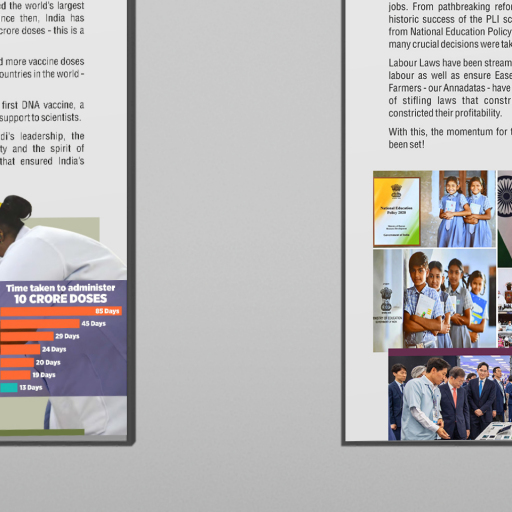 d the world's largest
nce then, India has
crore doses - this is a
d more vaccine doses
ountries in the world -
first DNA vaccine, a
support to scientists.
di's leadership, the
ty and the spirit of
that ensured India's
Time taken to administer
10 CRORE DOSES
85 Days
45 Days
29 Days
24 Days
20 Days
19 Days
13 Days
jobs. From pathbreaking refor
historic success of the PLI sc
from National Education Policy
many crucial decisions were tak
Labour Laws have been stream
labour as well as ensure Ease
Farmers - our Annadatas - have
of stifling laws that constr
constricted their profitability.
With this, the momentum for t
been set!
National Education
Policy 2020
MINISTRY OF EDUCATION